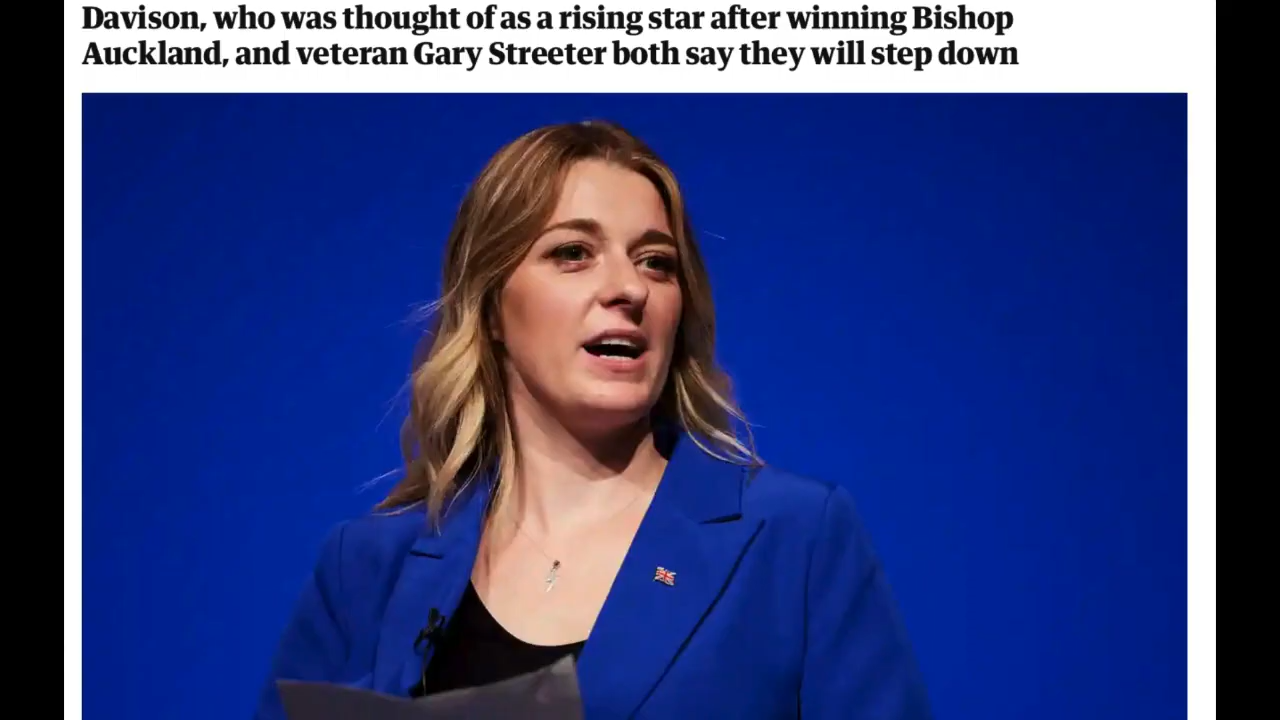 Davison, who was thought of as a rising star after winning Bishop
Auckland, and veteran Gary Streeter both say they will step down